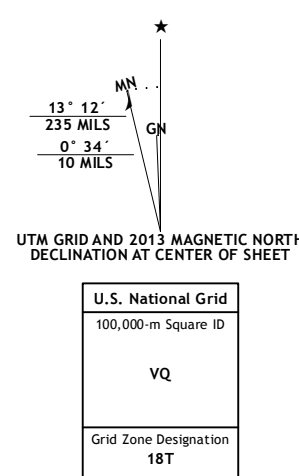 ★
MN
GN
13° 12´
235 MILS
0° 34´
10 MILS
UTM GRID AND 2013 MAGNETIC NORTH
DECLINATION AT CENTER OF SHEET
U.S. National Grid
100,000-m Square ID
VQ
Grid Zone Designation
18T